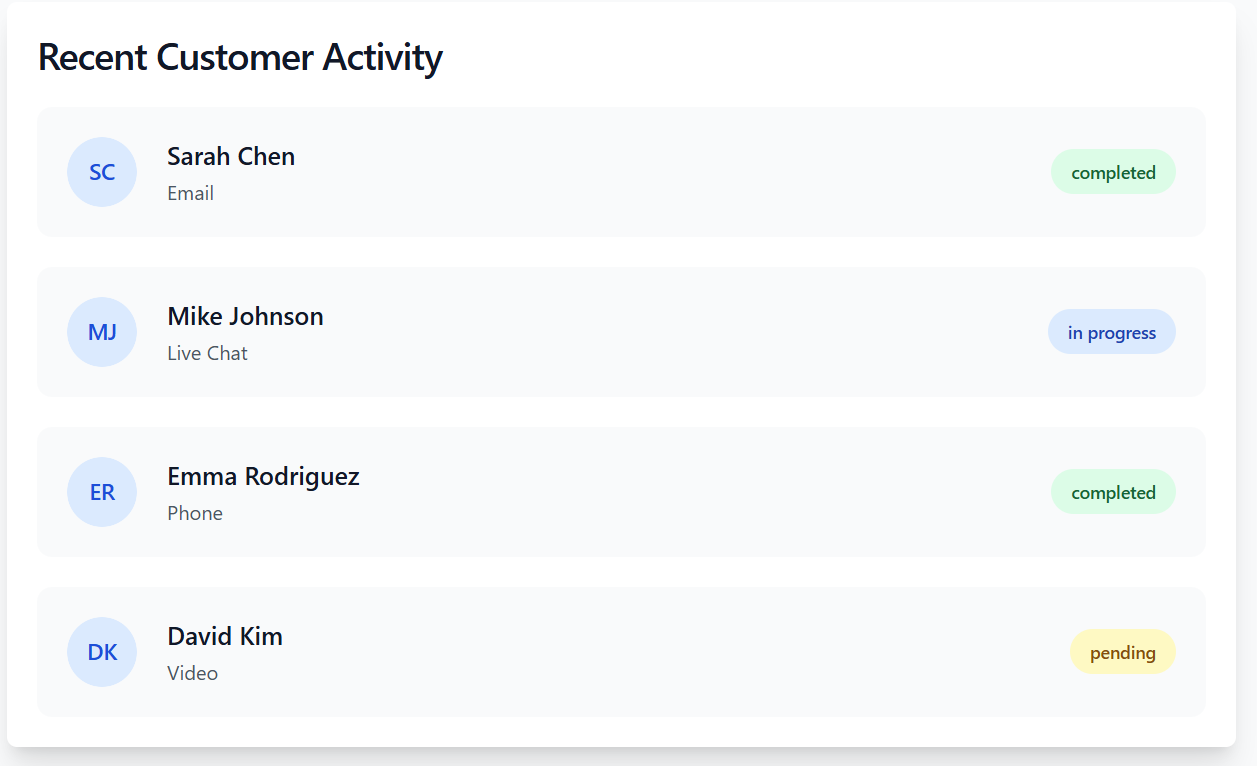 Recent Customer Activity
SC
Sarah Chen
Email
completed
MJ
Mike Johnson
Live Chat
in progress
ER
Emma Rodriguez
Phone
completed
DK
David Kim
Video
pending